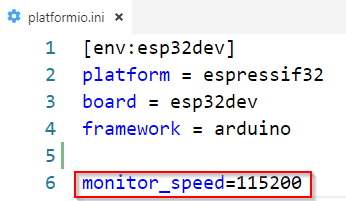 platformio.ini
1 [env:esp32dev]
2 platform = espressif32
3 board = esp32dev
4 framework = arduino
5
6 monitor_speed=115200